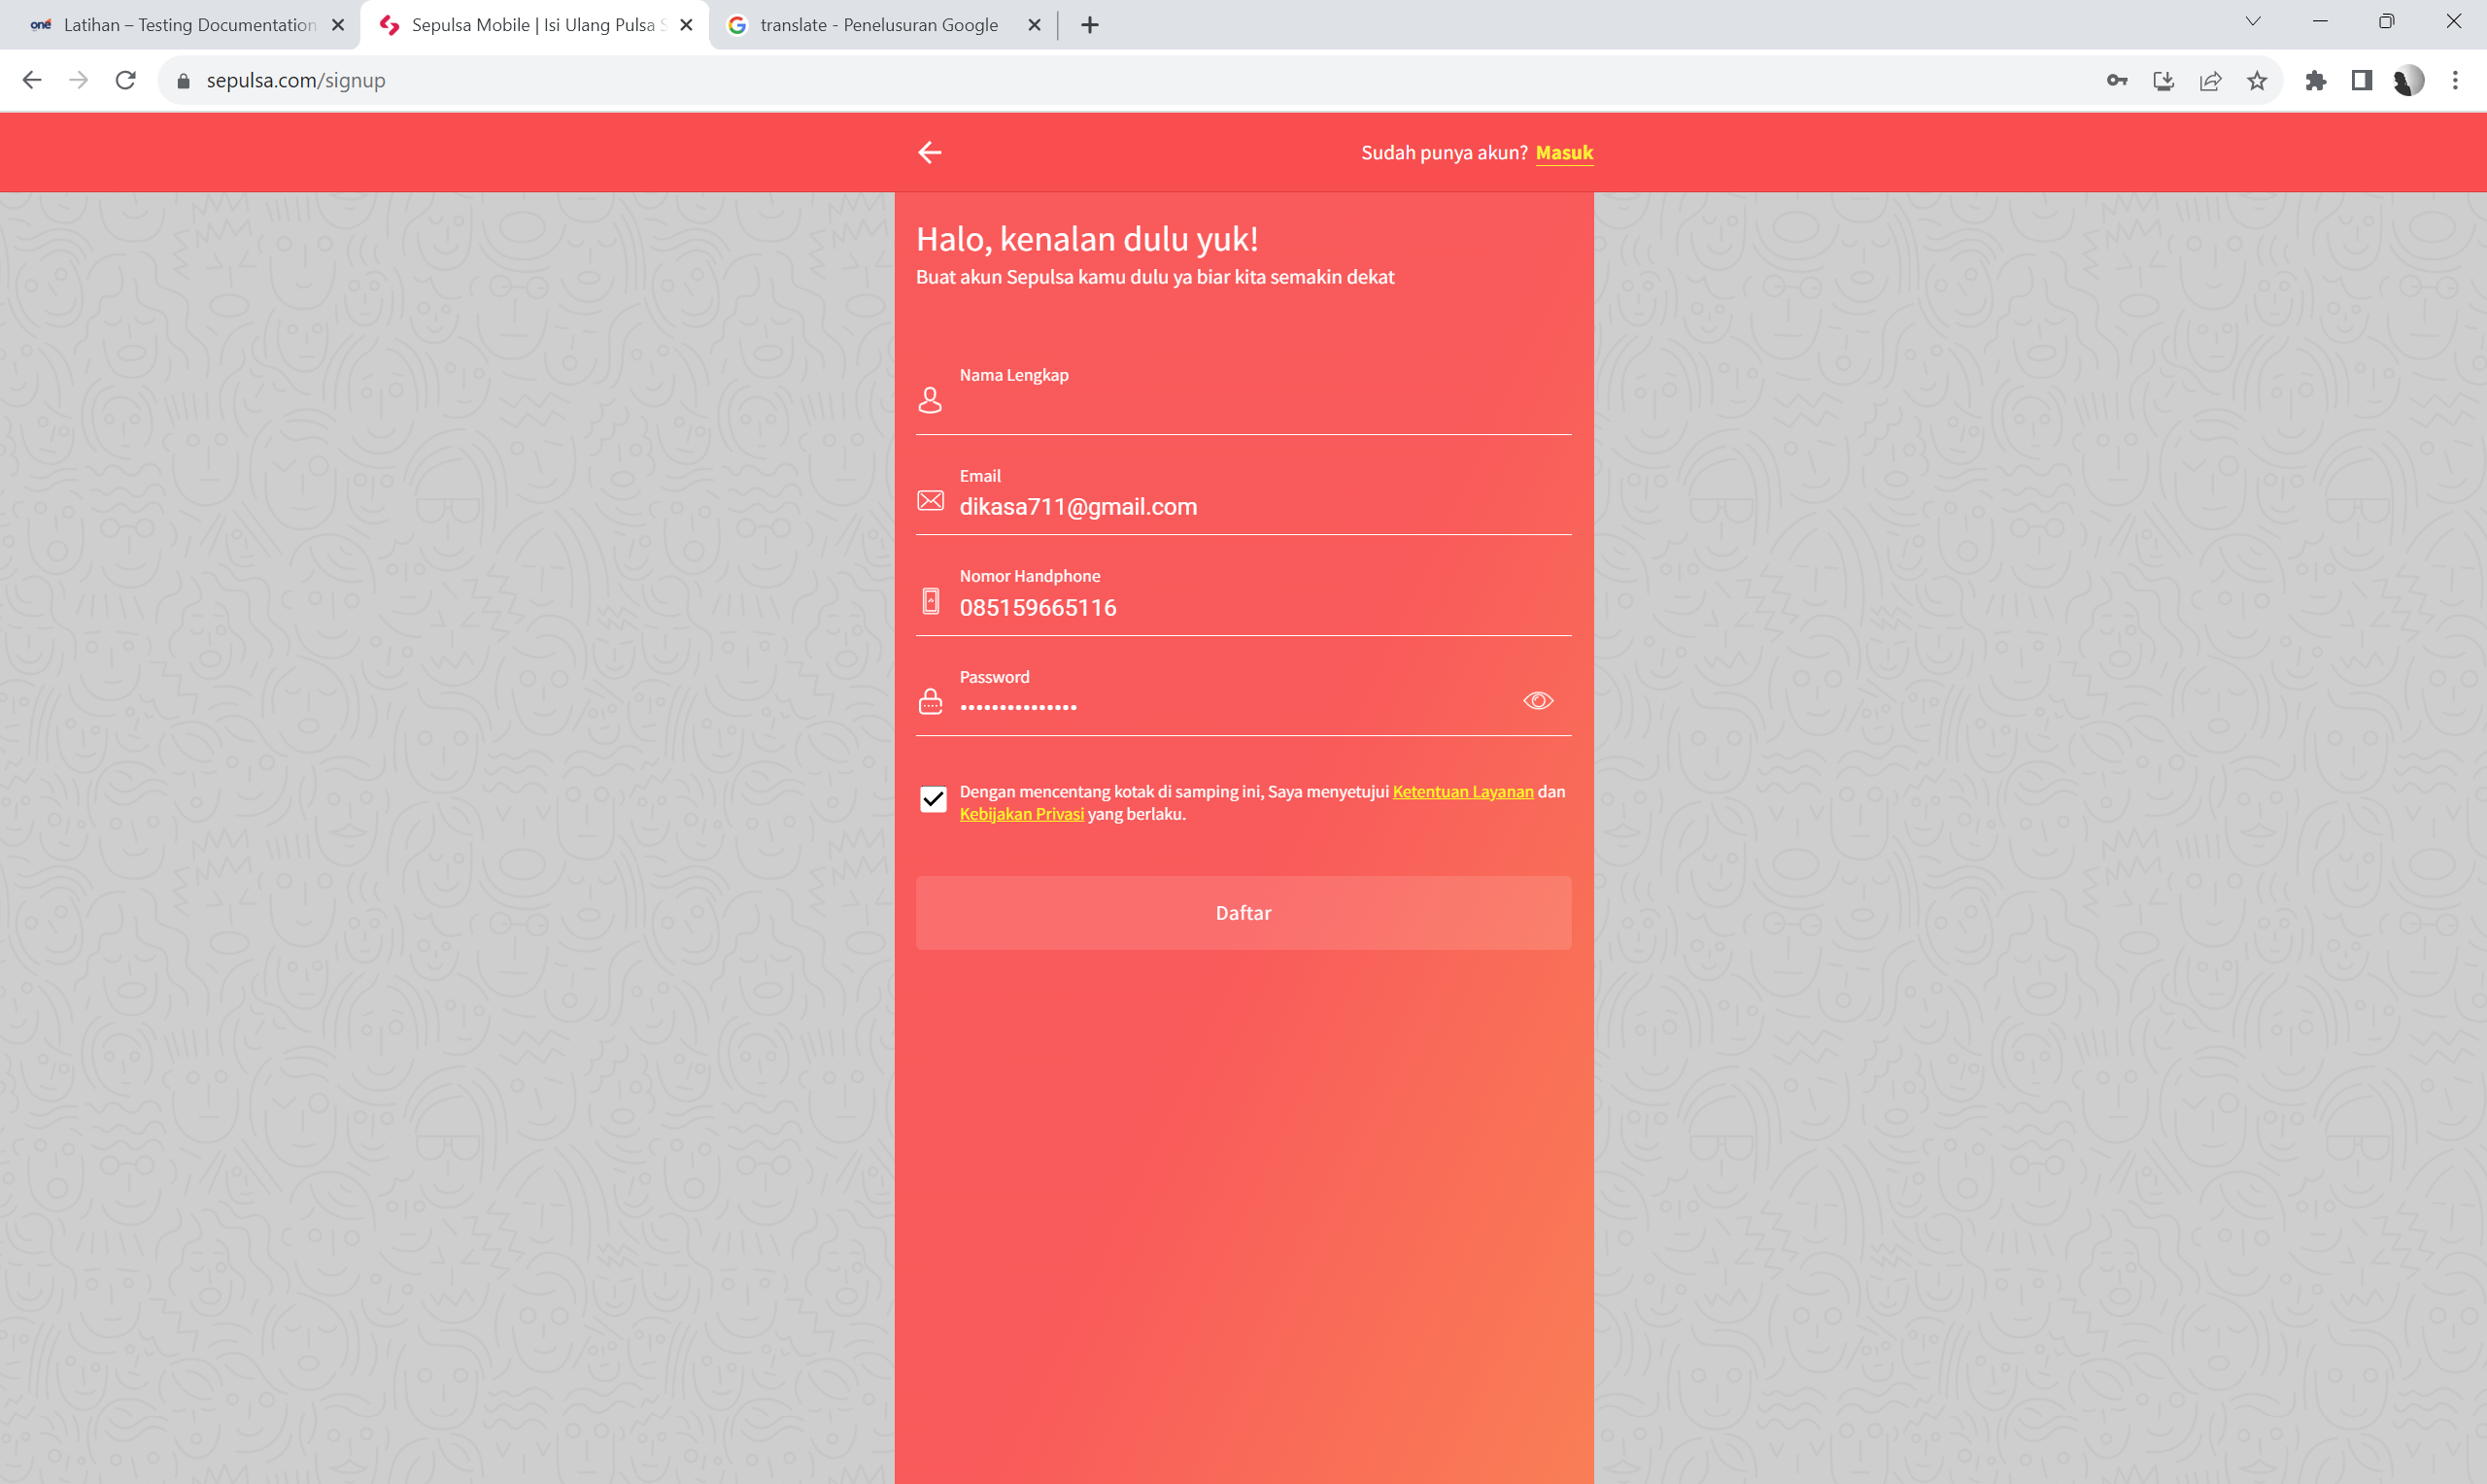 Latihan – Testing Documentation
Sepulsa Mobile | Isi Ulang Pulsa S
translate - Penelusuran Google
sepulsa.com/signup
Sudah punya akun? Masuk
Halo, kenalan dulu yuk!
Buat akun Sepulsa kamu dulu ya biar kita semakin dekat
Nama Lengkap
Email
dikasa711@gmail.com
Nomor Handphone
085159665116
Password
•••••••••••••••
Dengan mencentang kotak di samping ini, Saya menyetujui Ketentuan Layanan dan
Kebijakan Privasi yang berlaku.
Daftar